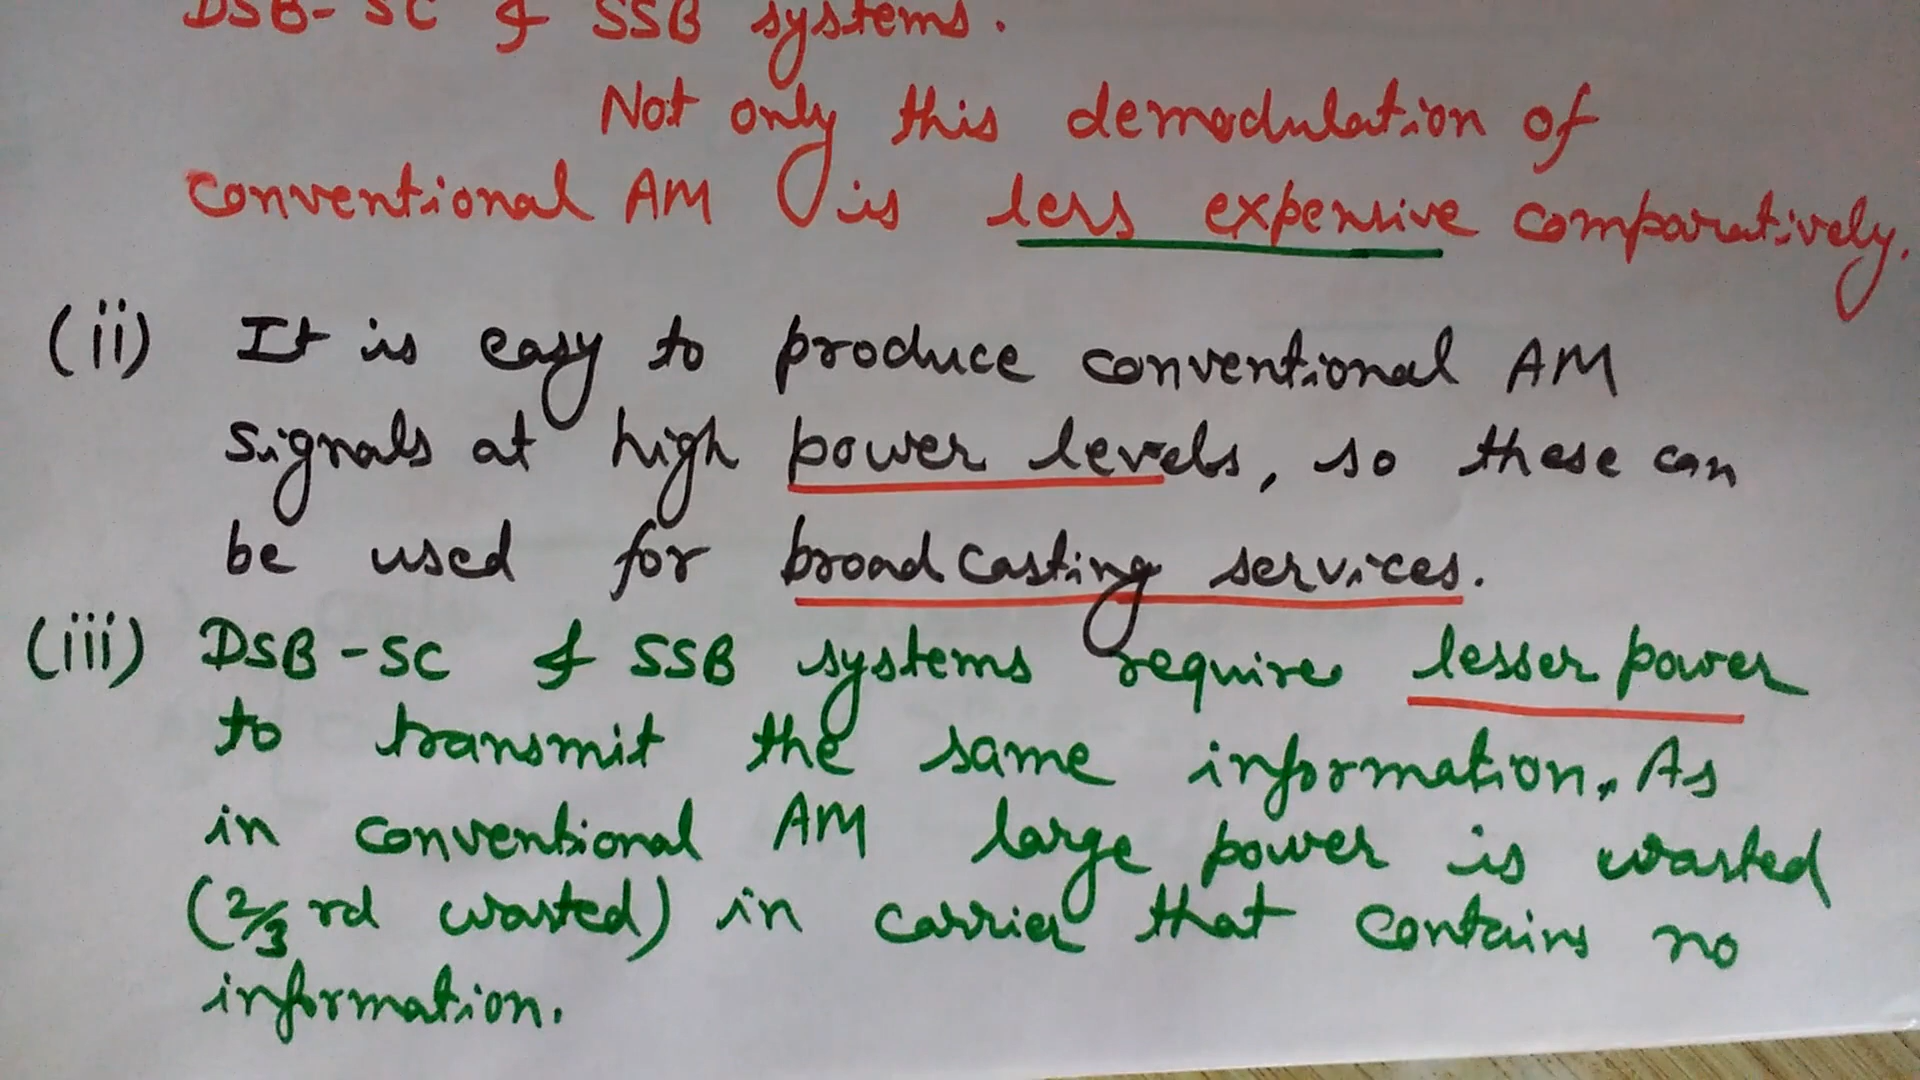 DSB-SC & SSB systems.
Not only this demodulation of
conventional AM is less expensive comparatively.
(ii) It is easy to produce conventional AM
signals at high power levels, so these can
be used for broadcasting services.
(iii) DSB-SC & SSB systems requires lesser power
to transmit the same information. As
in conventional AM large power is wasted
(2/3 rd wasted) in carrier that contains no
information.